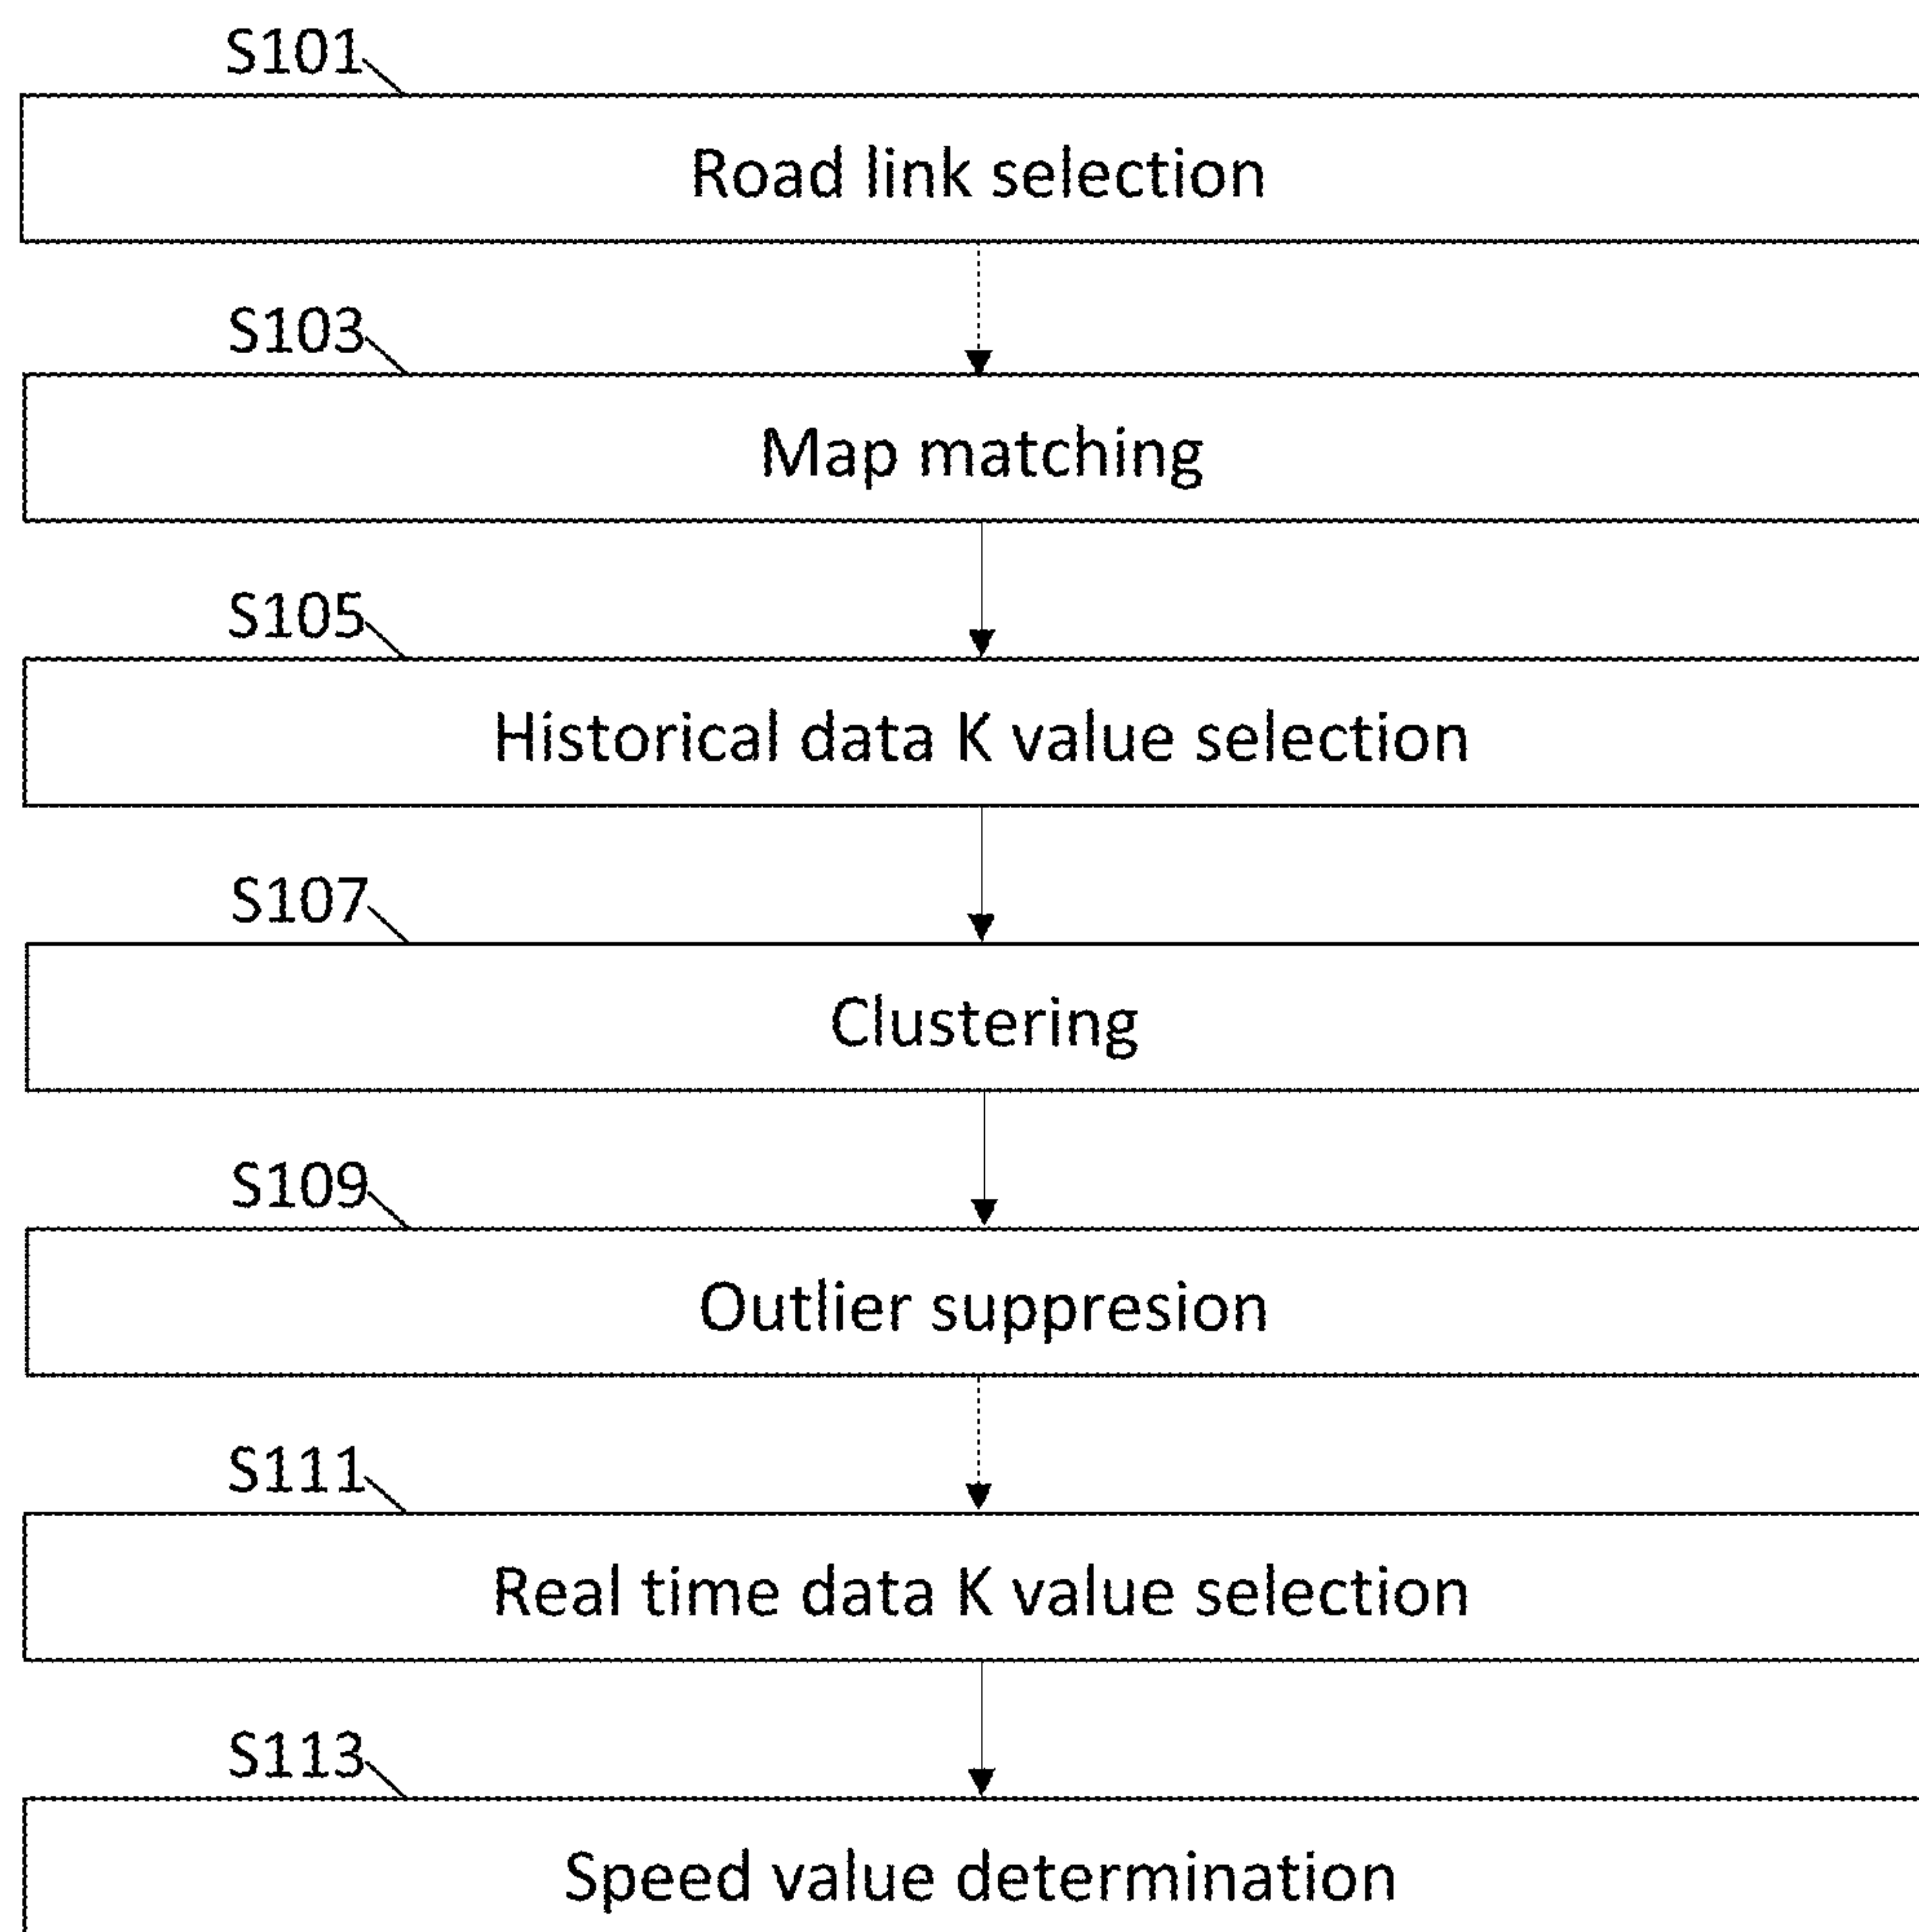 S101
Road link selection
S103
Map matching
S105
Historical data K value selection
S107
Clustering
S109
Outlier suppresion
S111
Real time data K value selection
S113
Speed value determination